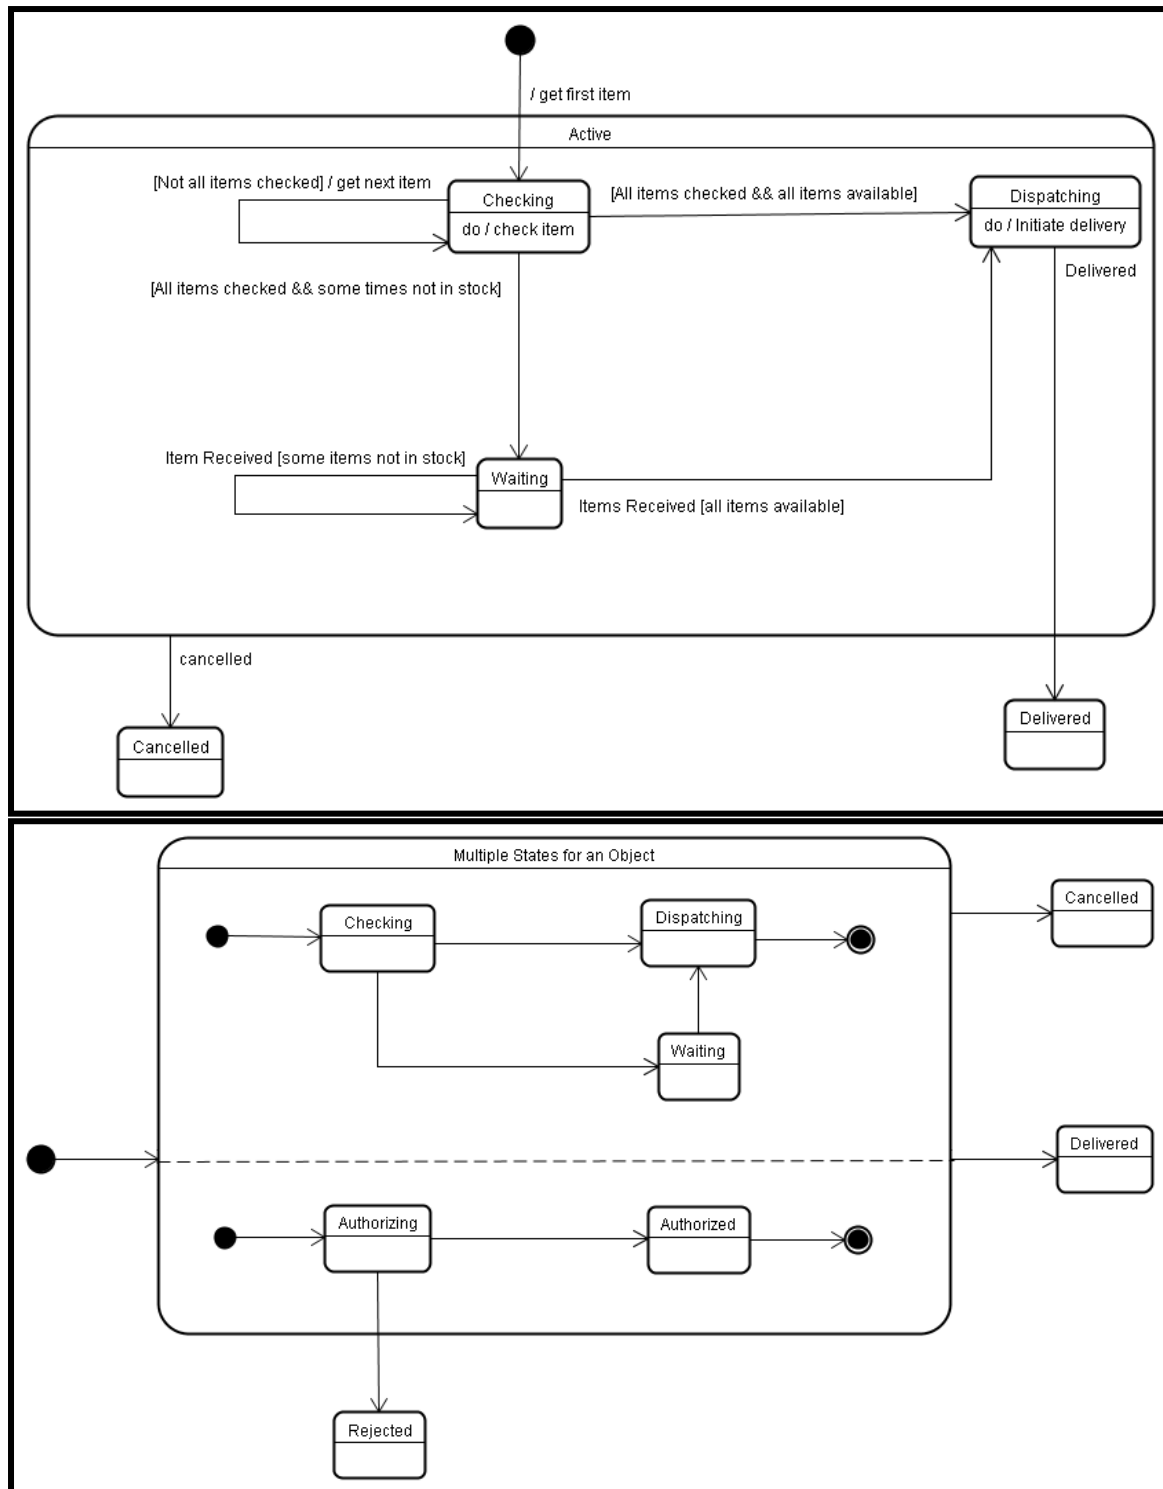 / get first item
Active
[Not all items checked] / get next item
Checking
do / check item
[All items checked && all items available]
Dispatching
do / Initiate delivery
Delivered
[All items checked && some times not in stock]
Item Received [some items not in stock]
Waiting
Items Received [all items available]
cancelled
Cancelled
Delivered
Multiple States for an Object
Checking
Dispatching
Cancelled
Waiting
Delivered
Authorizing
Authorized
Rejected